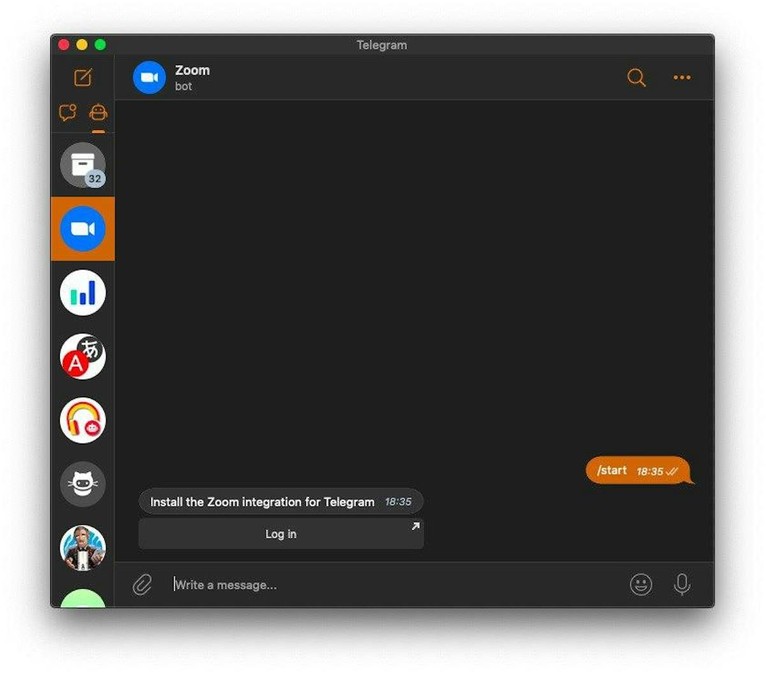 Telegram
Zoom
bot
32
A あ
/start 18:35
Install the Zoom integration for Telegram 18:35
Log in
Write a message...